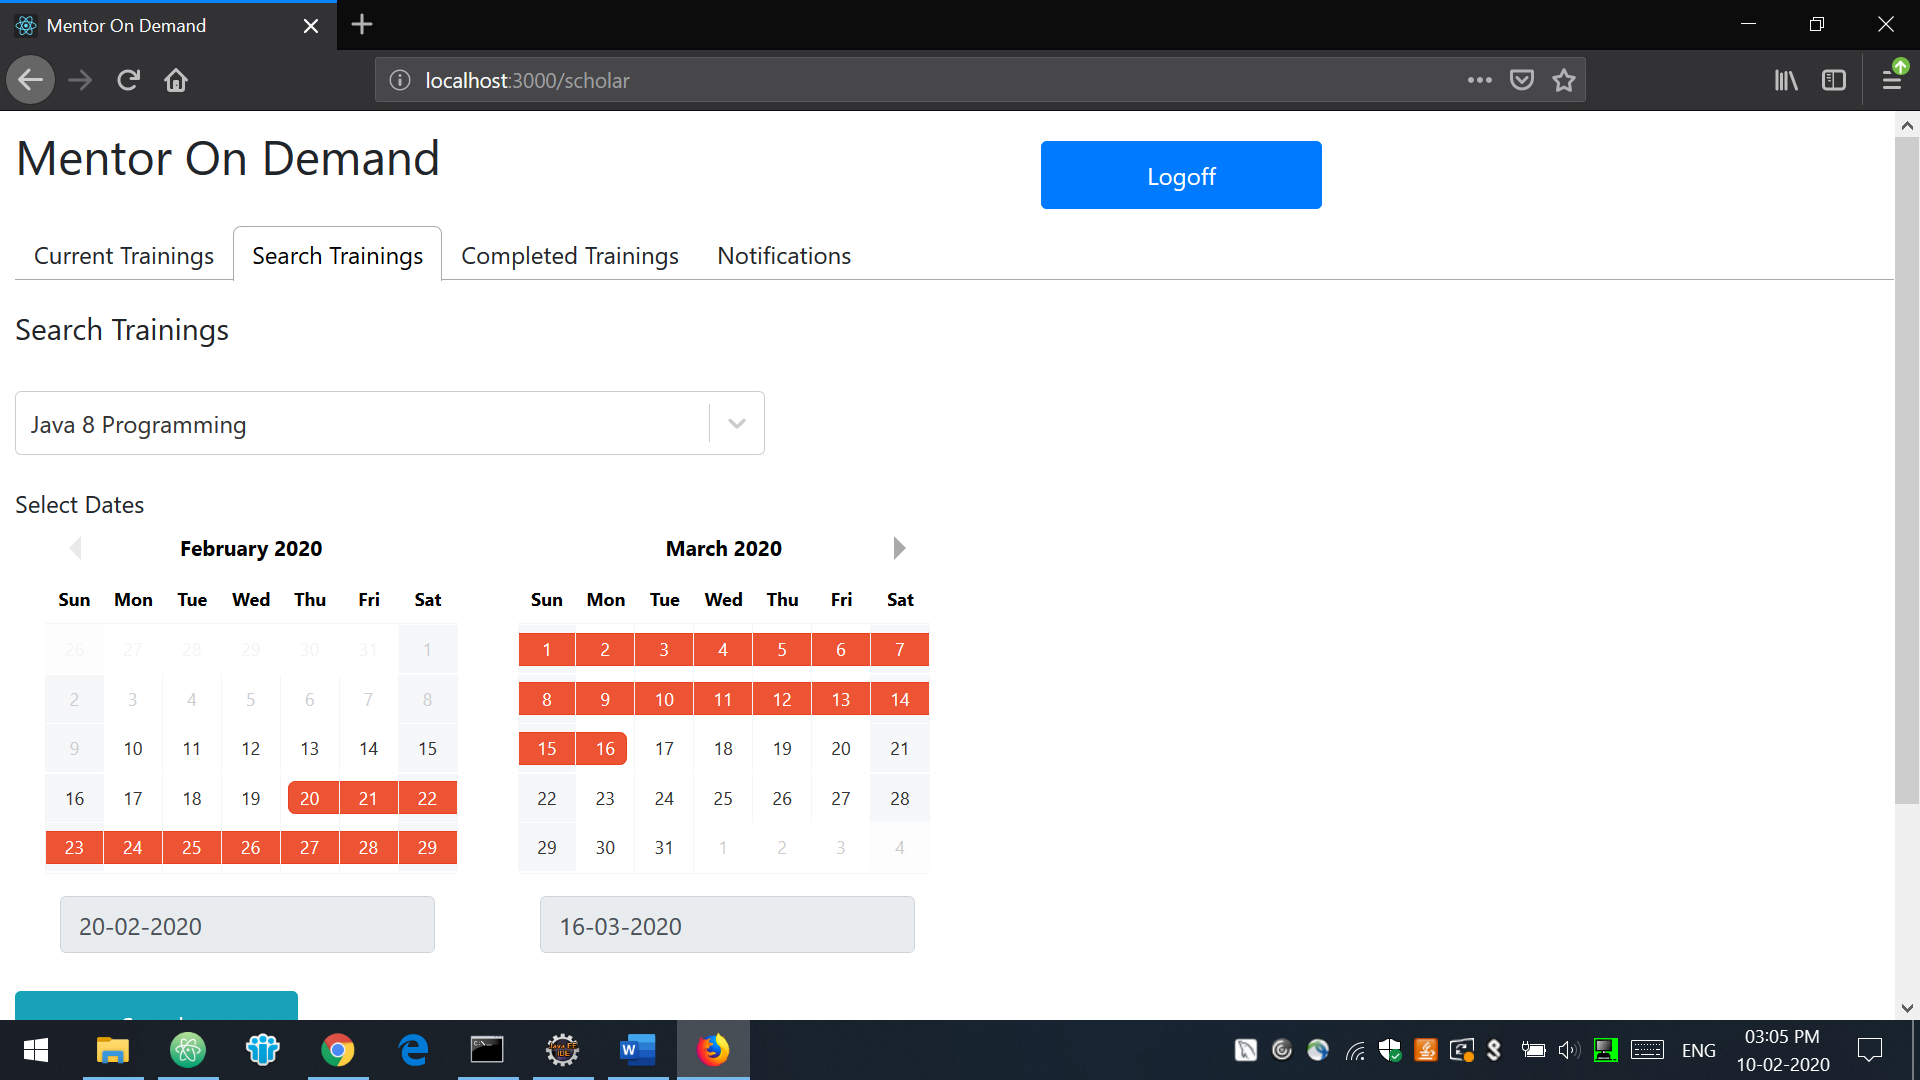 Mentor On Demand
localhost:3000/scholar
Mentor On Demand
Logoff
Current Trainings Search Trainings Completed Trainings Notifications
Search Trainings
Java 8 Programming
Select Dates
February 2020 March 2020
Sun Mon Tue Wed Thu Fri Sat Sun Mon Tue Wed Thu Fri Sat
26 27 28 29 30 31 1 1 2 3 4 5 6 7
2 3 4 5 6 7 8 8 9 10 11 12 13 14
9 10 11 12 13 14 15 15 16 17 18 19 20 21
16 17 18 19 20 21 22 22 23 24 25 26 27 28
23 24 25 26 27 28 29 29 30 31 1 2 3 4
20-02-2020 16-03-2020
ENG
03:05 PM
10-02-2020